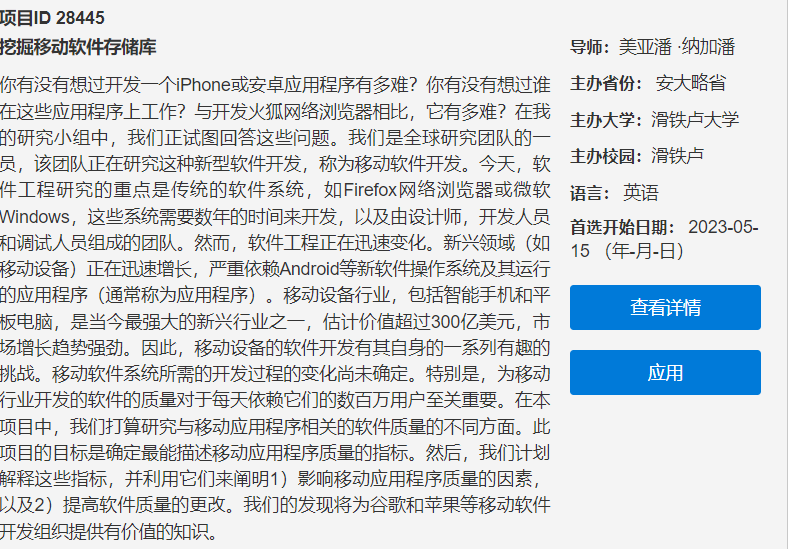 项目ID 28445
挖掘移动软件存储库
你有没有想过开发一个iPhone或安卓应用程序有多难？你有没有想过谁
在这些应用程序上工作？与开发火狐网络浏览器相比，它有多难？在我
的研究小组中，我们正试图回答这些问题。我们是全球研究团队的一
员，该团队正在研究这种新型软件开发，称为移动软件开发。今天，软
件工程研究的重点是传统的软件系统，如Firefox网络浏览器或微软
Windows，这些系统需要数年的时间来开发，以及由设计师，开发人员
和调试人员组成的团队。然而，软件工程正在迅速变化。新兴领域（如
移动设备）正在迅速增长，严重依赖Android等新软件操作系统及其运行
的应用程序（通常称为应用程序）。移动设备行业，包括智能手机和平
板电脑，是当今最强大的新兴行业之一，估计价值超过300亿美元，市
场增长趋势强劲。因此，移动设备的软件开发有其自身的一系列有趣的
挑战。移动软件系统所需的开发过程的变化尚未确定。特别是，为移动
行业开发的软件的质量对于每天依赖它们的数百万用户至关重要。在本
项目中，我们打算研究与移动应用程序相关的软件质量的不同方面。此
项目的目标是确定最能描述移动应用程序质量的指标。然后，我们计划
解释这些指标，并利用它们来阐明1）影响移动应用程序质量的因素，
以及2）提高软件质量的更改。我们的发现将为谷歌和苹果等移动软件
开发组织提供有价值的知识。
导师：美亚潘 ·纳加潘
主办省份： 安大略省
主办大学：滑铁卢大学
主办校园：滑铁卢
语言： 英语
首选开始日期： 2023-05-
15 （年-月-日）
查看详情
应用